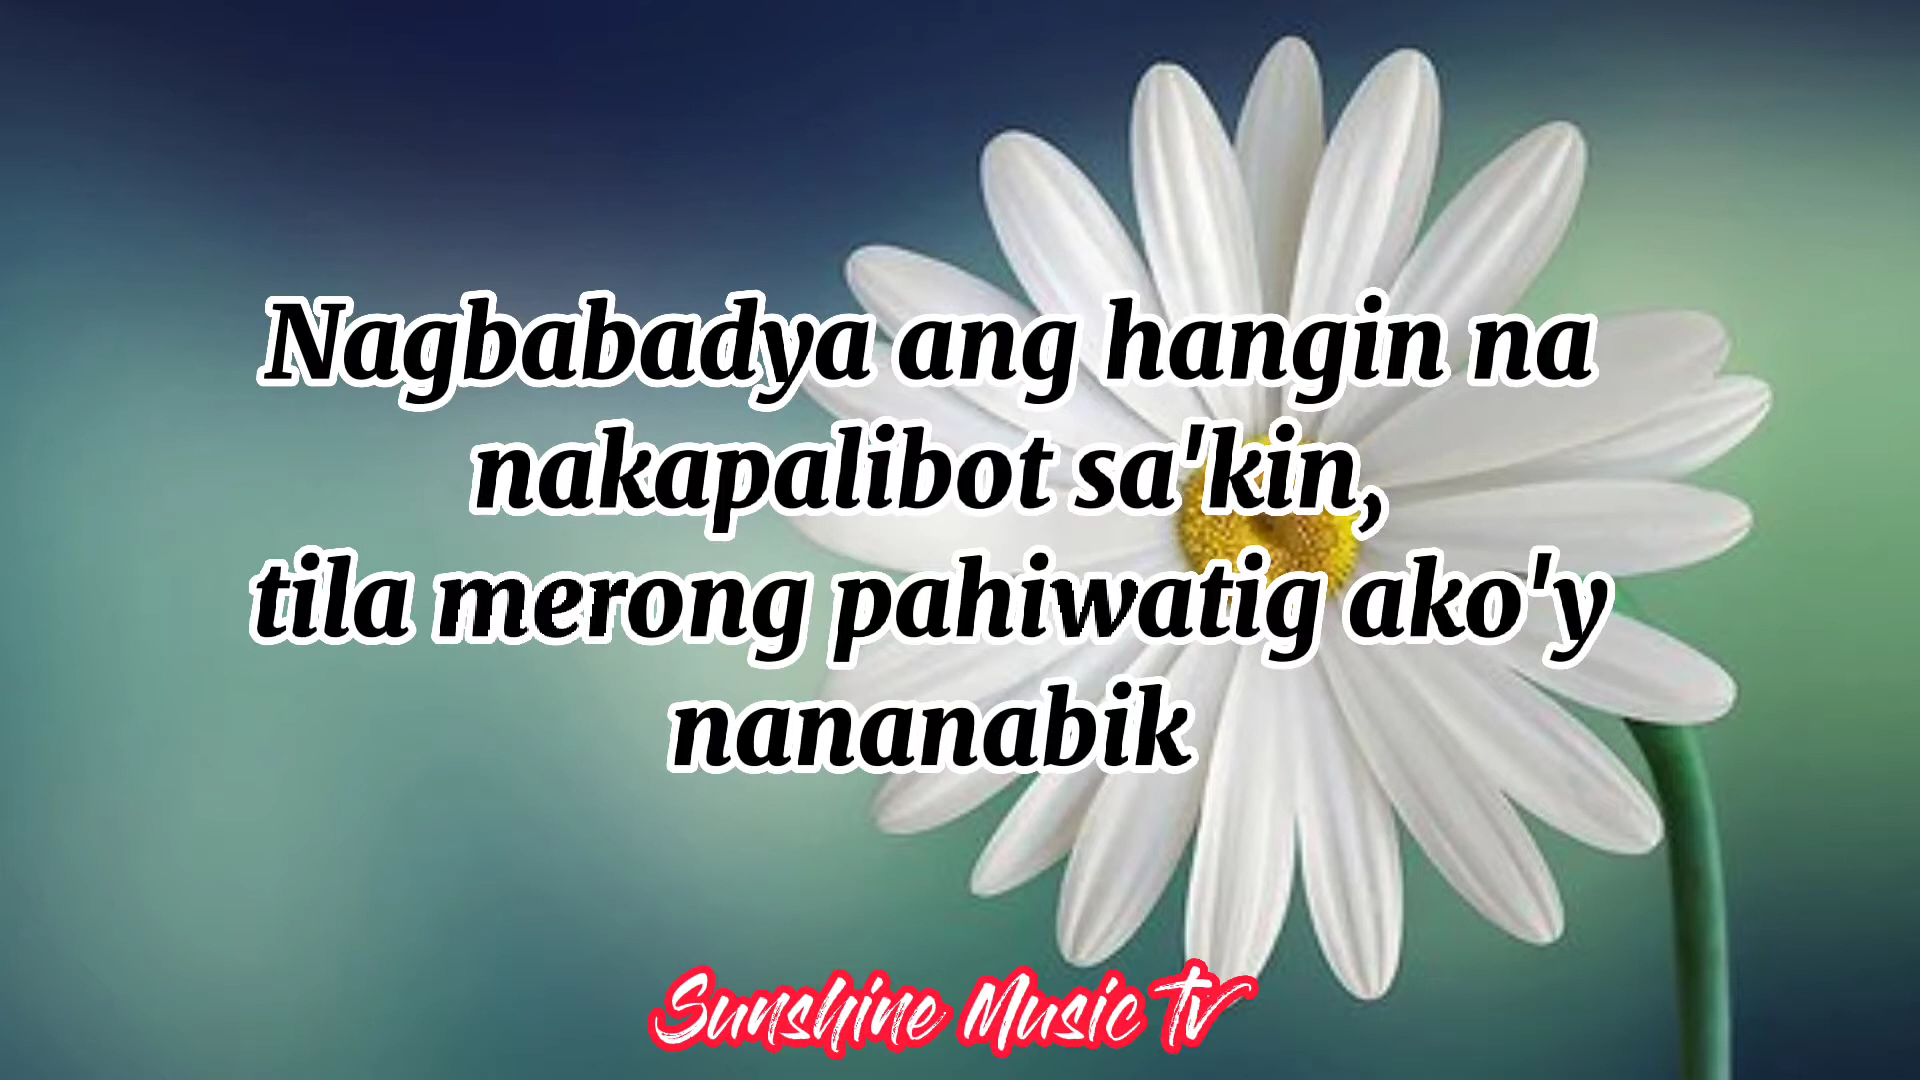 Nagbabadya ang hangin na
nakapalibot sa'kin,
tila merong pahiwatig ako'y
nananabik
Sunshine Music Tv